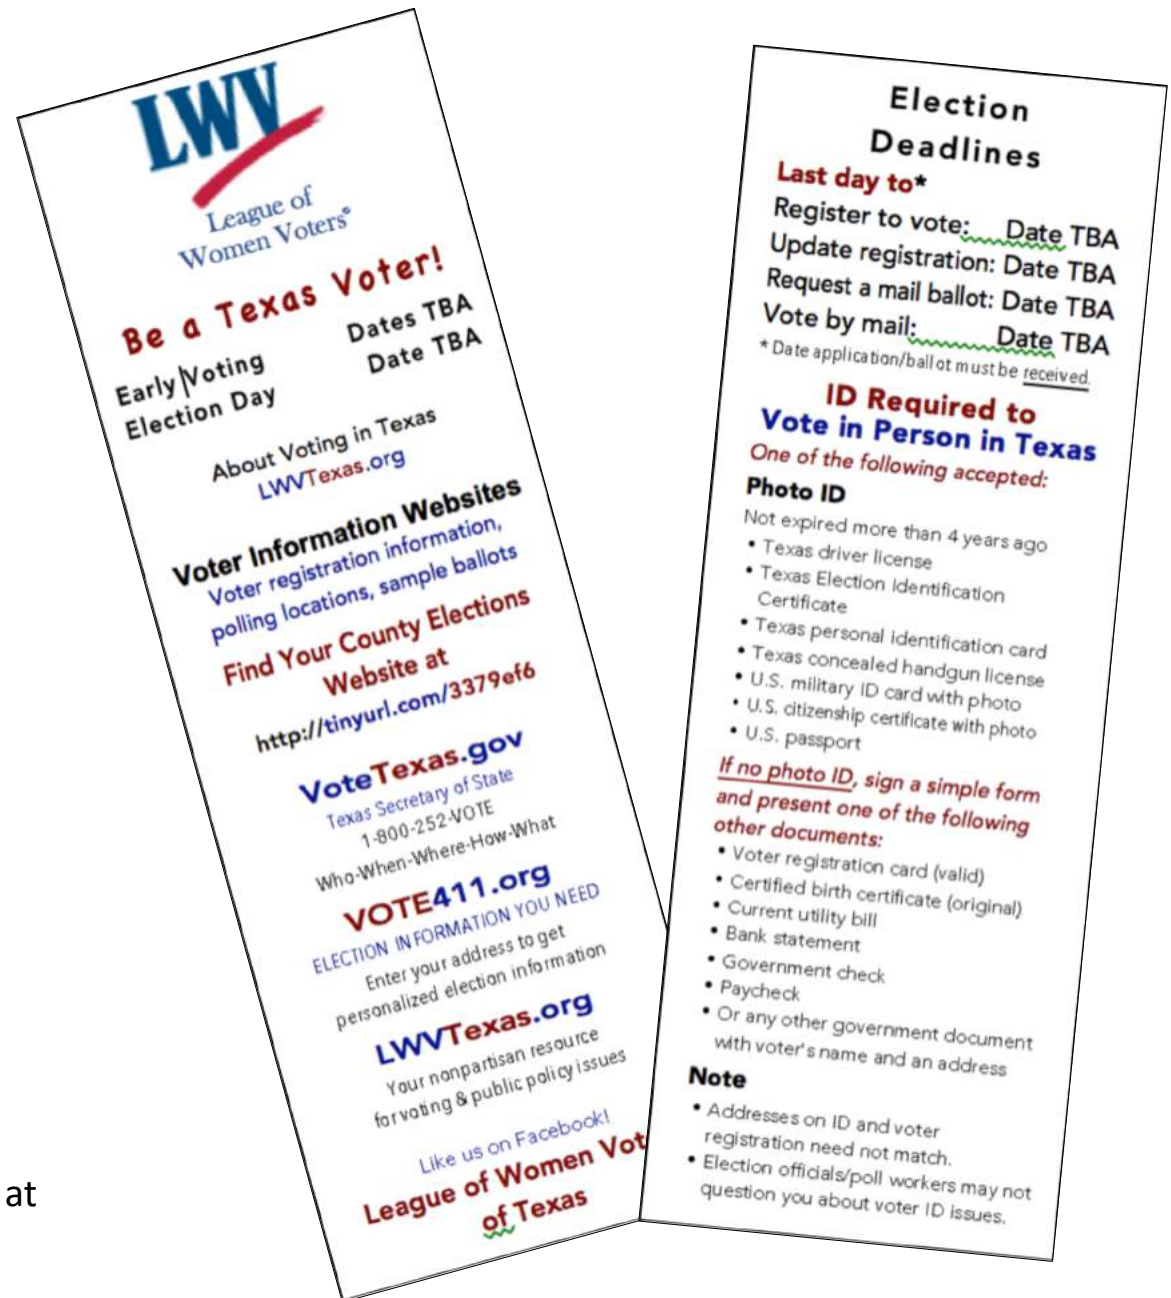 LWV
League of
Women Voters®
Be a Texas Voter!
Early Voting Dates TBA
Election Day Date TBA
About Voting in Texas
LWVTexas.org
Voter Information Websites
Voter registration information,
polling locations, sample ballots
Find Your County Elections
Website at
http://tinyurl.com/3379ef6
VoteTexas.gov
Texas Secretary of State
1-800-252-VOTE
Who-When-Where-How-What
VOTE411.org
ELECTION INFORMATION YOU NEED
Enter your address to get
personalized election information
LWVTexas.org
Your nonpartisan resource
for voting & public policy issues
Like us on Facebook!
League of Women Vot
of Texas
Election
Deadlines
Last day to*
Register to vote: Date TBA
Update registration: Date TBA
Request a mail ballot: Date TBA
Vote by mail: Date TBA
* Date application/ballot must be received.
ID Required to
Vote in Person in Texas
One of the following accepted:
Photo ID
Not expired more than 4 years ago
• Texas driver license
• Texas Election Identification
Certificate
• Texas personal identification card
• Texas concealed handgun license
• U.S. military ID card with photo
• U.S. citizenship certificate with photo
• U.S. passport
If no photo ID, sign a simple form
and present one of the following
other documents:
• Voter registration card (valid)
• Certified birth certificate (original)
• Current utility bill
• Bank statement
• Government check
• Paycheck
• Or any other government document
with voter's name and an address
Note
• Addresses on ID and voter
registration need not match.
• Election officials/poll workers may not
question you about voter ID issues.
at